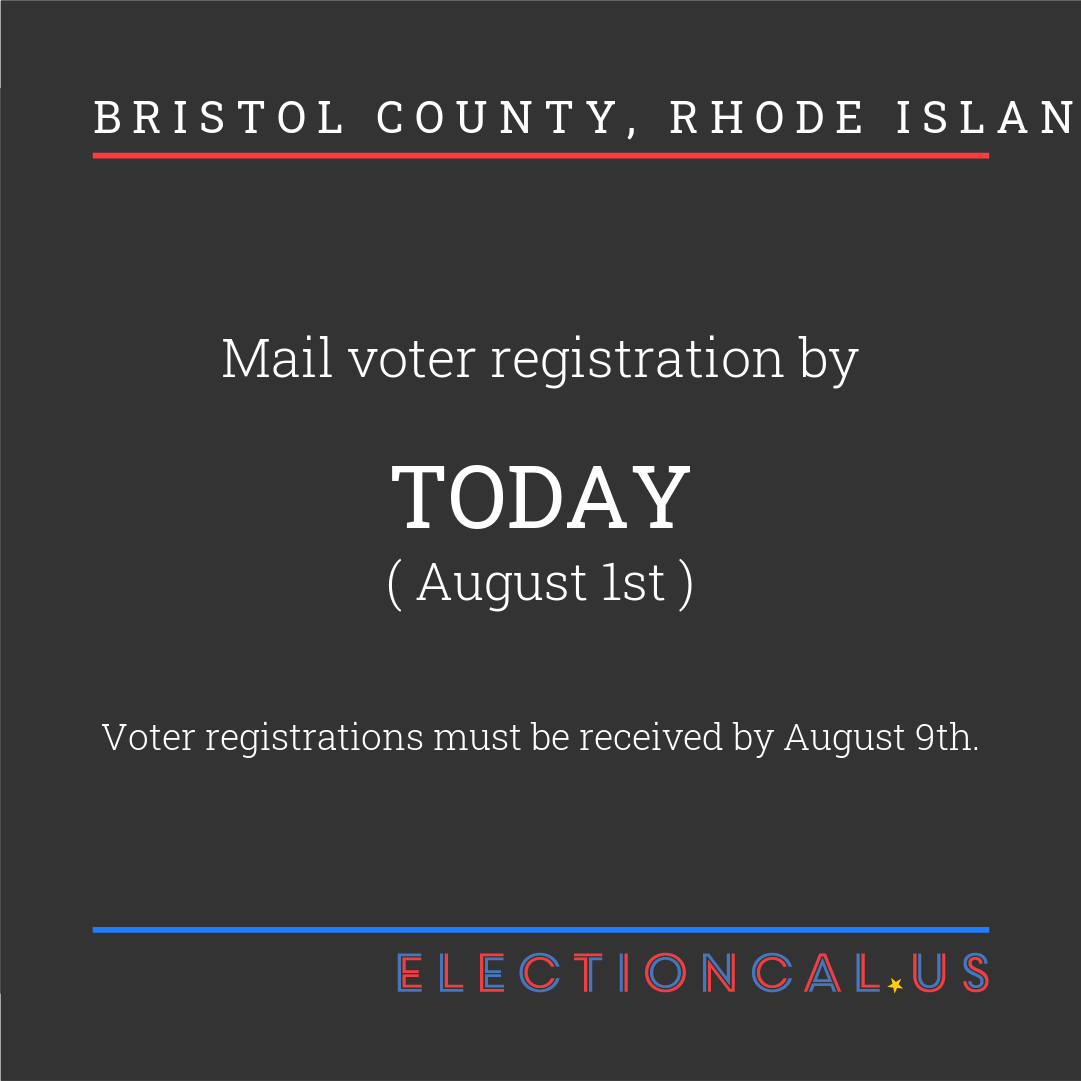 BRISTOL COUNTY, RHODE ISLAN
Mail voter registration by
TODAY
( August 1st )
Voter registrations must be received by August 9th.
ELECTIONCAL.US